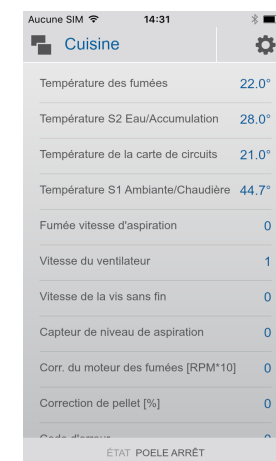 Aucune SIM 14:31
Cuisine
Température des fumées 22.0°
Température S2 Eau/Accumulation 28.0°
Température de la carte de circuits 21.0°
Température S1 Ambiante/Chaudière 44.7°
Fumée vitesse d'aspiration 0
Vitesse du ventilateur 1
Vitesse de la vis sans fin 0
Capteur de niveau de aspiration 0
Corr. du moteur des fumées [RPM*10] 0
Correction de pellet [%] 0
Code d'erreur 0
ÉTAT POELE ARRÊT